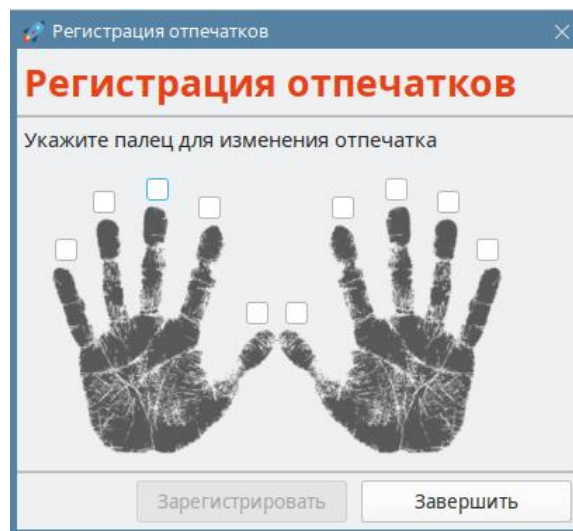 Регистрация отпечатков
Регистрация отпечатков
Укажите палец для изменения отпечатка
Зарегистрировать
Завершить